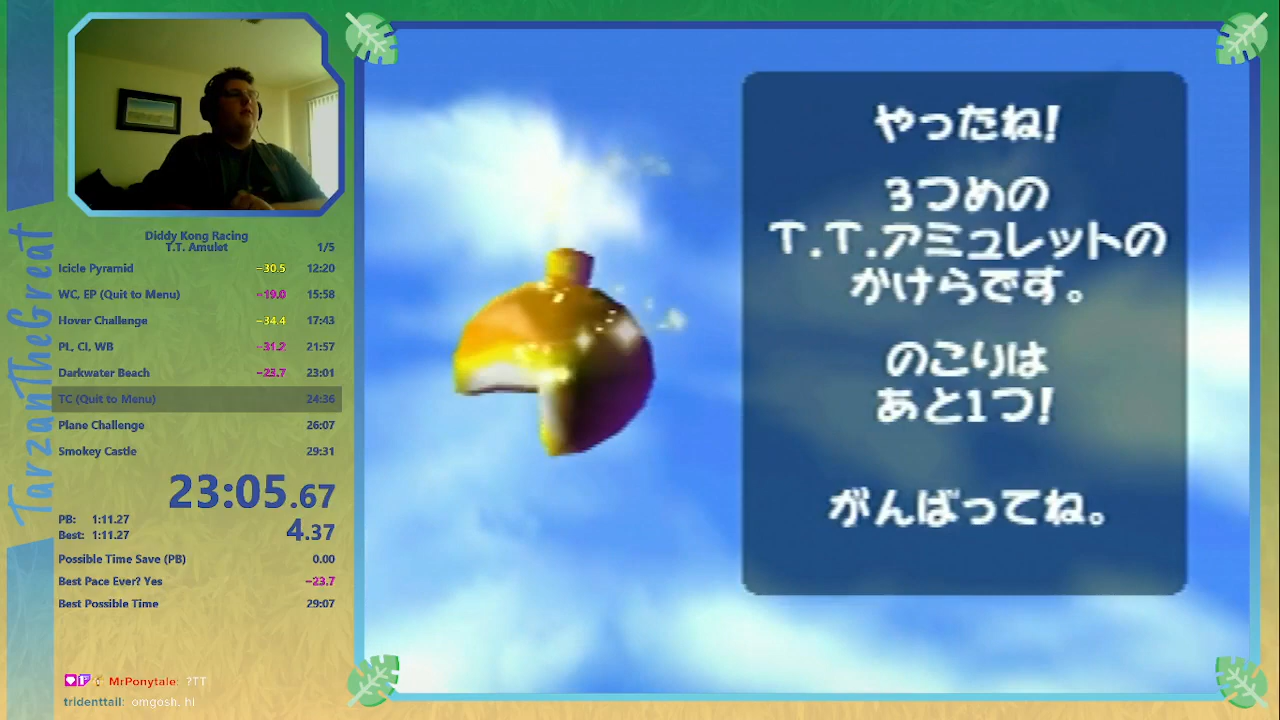 TarzanTheGreat
Diddy Kong Racing
T.T. Amulet 1/5
Icicle Pyramid −30.5 12:20
WC, EP (Quit to Menu) −19.0 15:58
Hover Challenge −34.4 17:43
PL, CI, WB −31.2 21:57
Darkwater Beach −23.7 23:01
TC (Quit to Menu) 24:36
Plane Challenge 26:07
Smokey Castle 29:31
23:05.67
PB: 1:11.27
Best: 1:11.27
4.37
Possible Time Save (PB) 0.00
Best Pace Ever? Yes −23.7
Best Possible Time 29:07
MrPonytale: ?TT
tridenttail: omgosh, hi
やったね!
3つめの
T.T.アミュレットの
かけらです。
のこりは
あと1つ!
がんばってね。